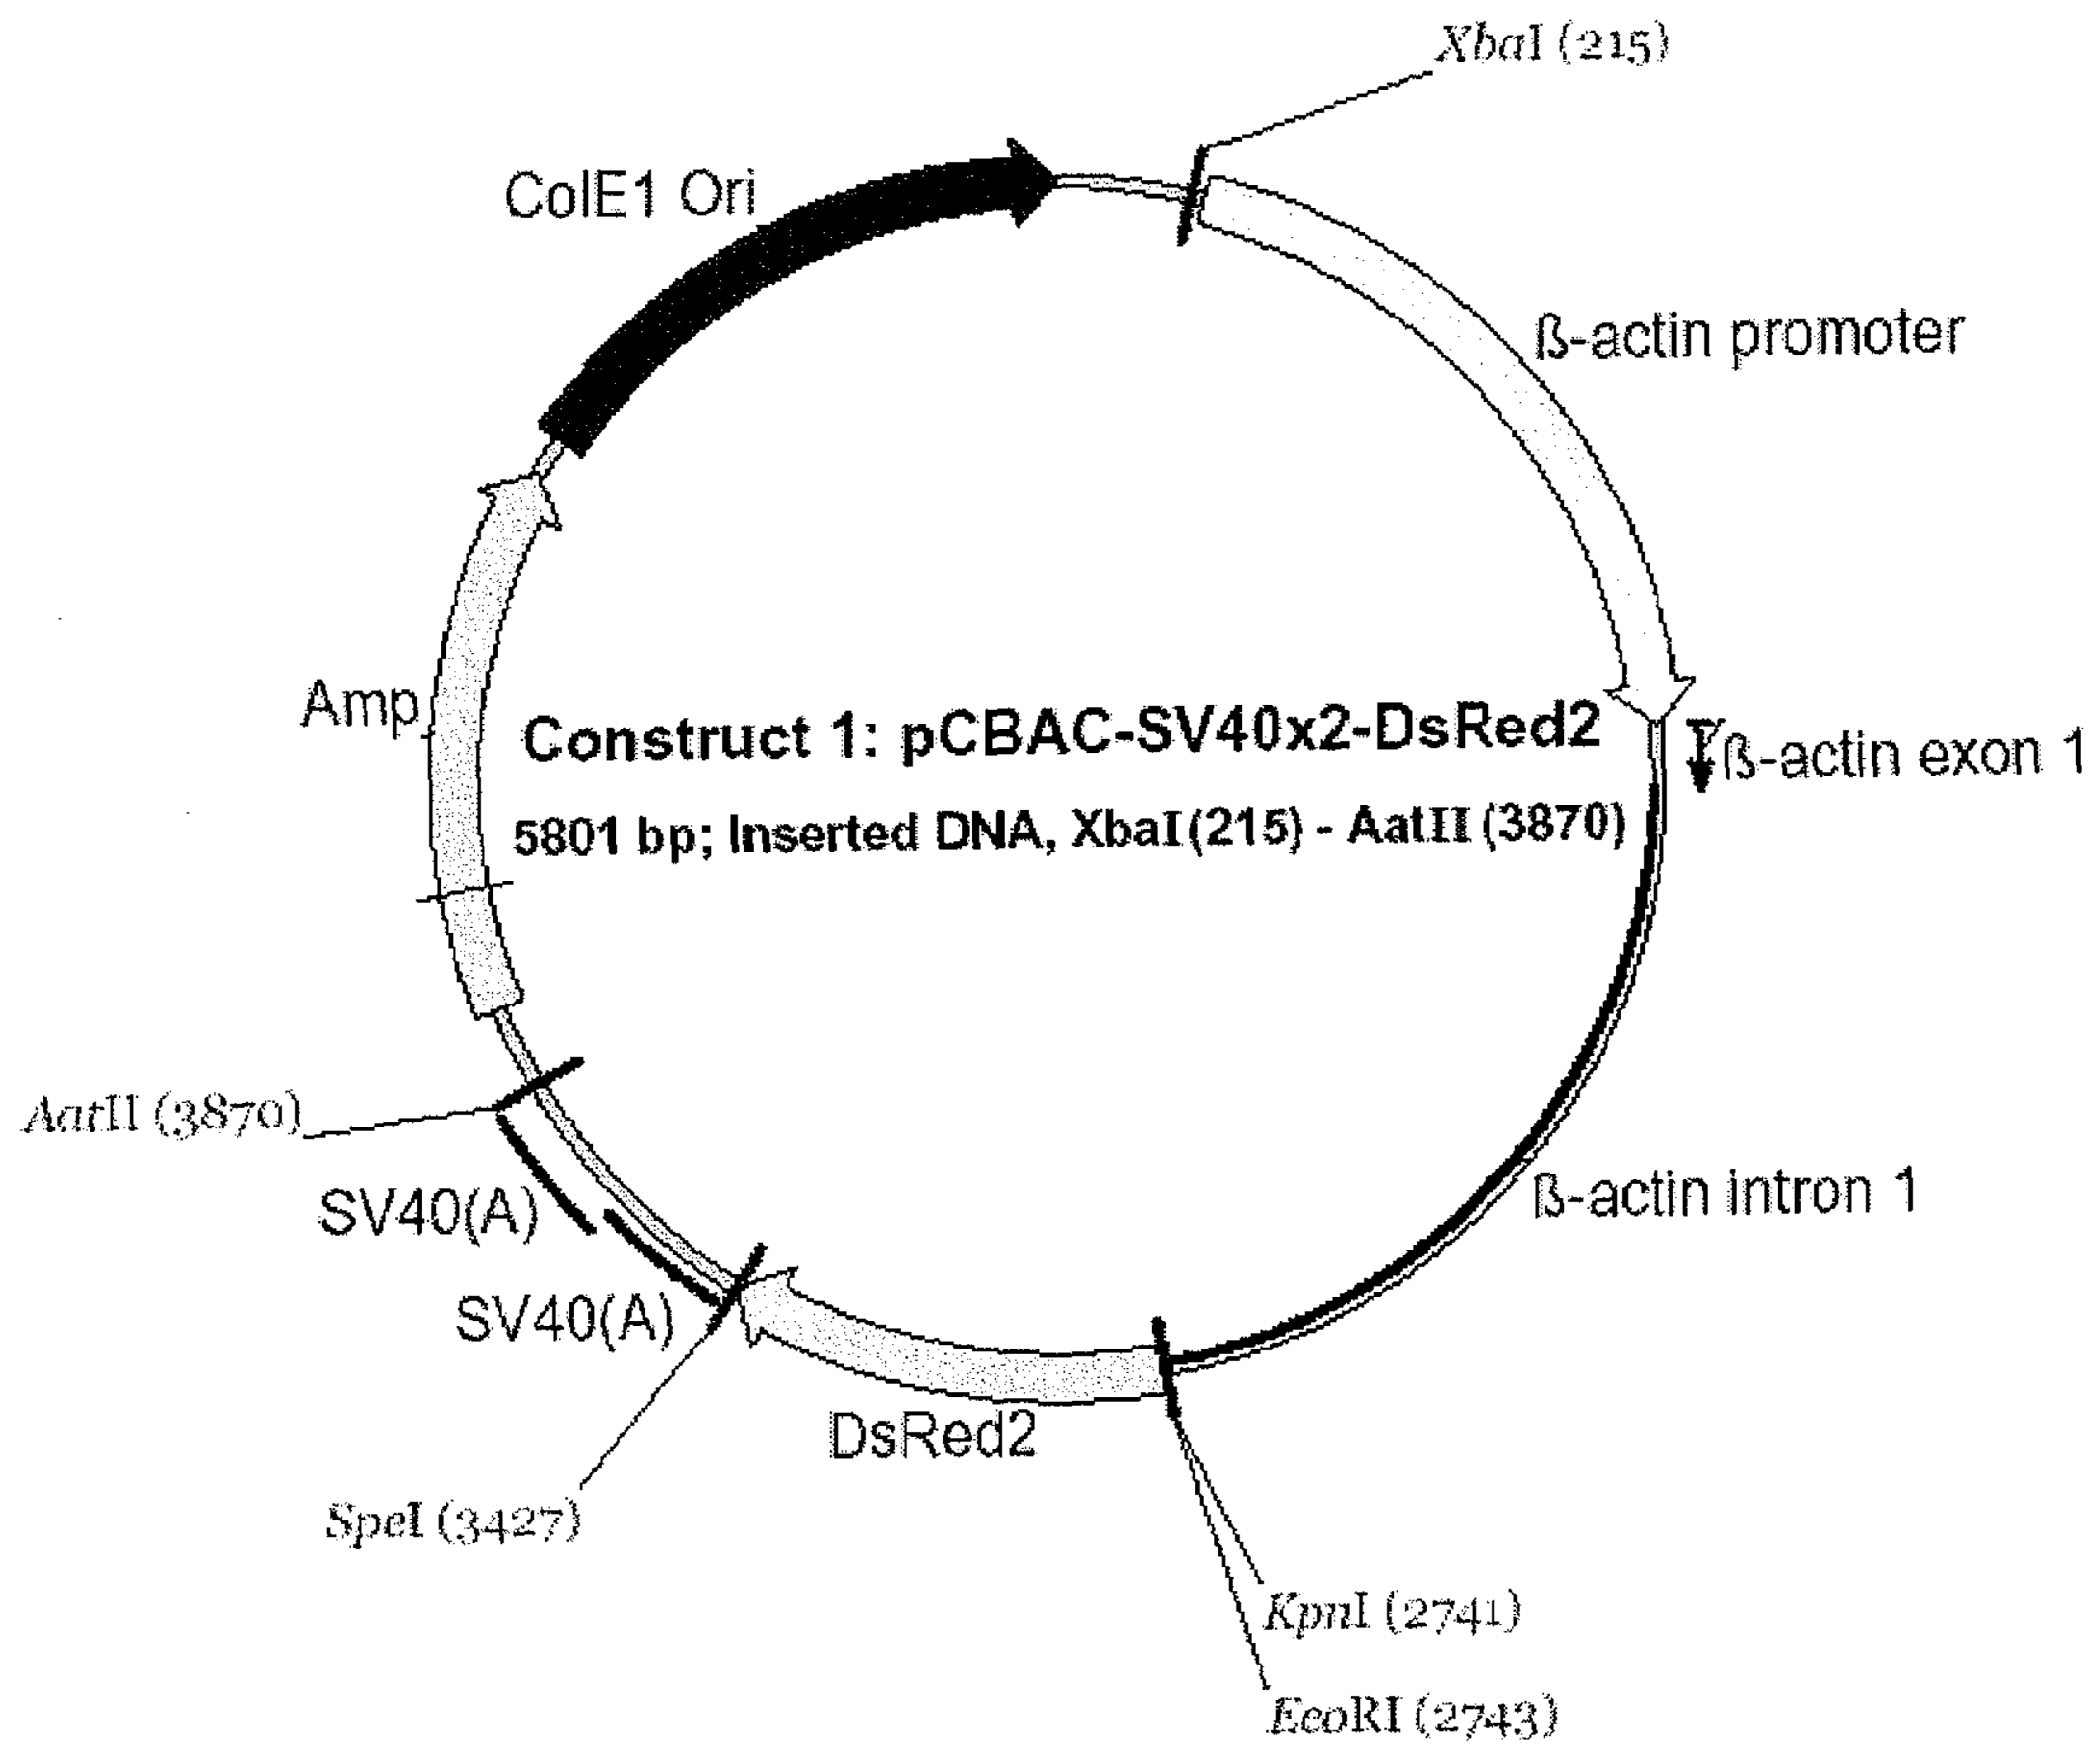 XbaI (215)
ColE1 Ori
ß-actin promoter
Amp
Construct 1: pCBAC-SV40x2-DsRed2
ß-actin exon 1
5801 bp; Inserted DNA, XbaI(215) - AatII (3870)
AatII (3870)
SV40(A)
ß-actin intron 1
SV40(A)
DsRed2
SpeI (3427)
KpnI (2741)
EcoRI (2743)